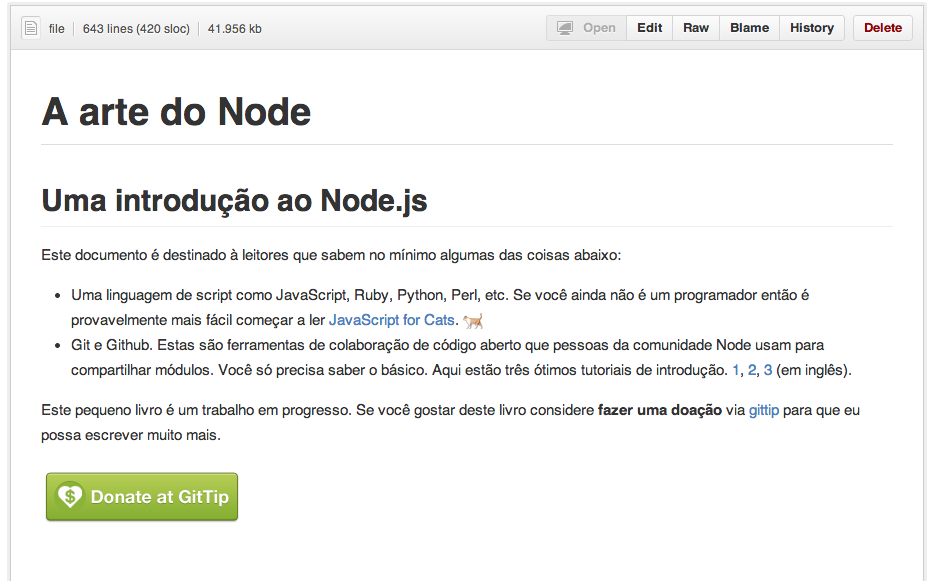 file 643 lines (420 sloc) 41.956 kb Open Edit Raw Blame History Delete
A arte do Node
Uma introdução ao Node.js
Este documento é destinado à leitores que sabem no mínimo algumas das coisas abaixo:
• Uma linguagem de script como JavaScript, Ruby, Python, Perl, etc. Se você ainda não é um programador então é
provavelmente mais fácil começar a ler JavaScript for Cats.
• Git e Github. Estas são ferramentas de colaboração de código aberto que pessoas da comunidade Node usam para
compartilhar módulos. Você só precisa saber o básico. Aqui estão três ótimos tutoriais de introdução. 1, 2, 3 (em inglês).
Este pequeno livro é um trabalho em progresso. Se você gostar deste livro considere fazer uma doação via gittip para que eu
possa escrever muito mais.
Donate at GitTip